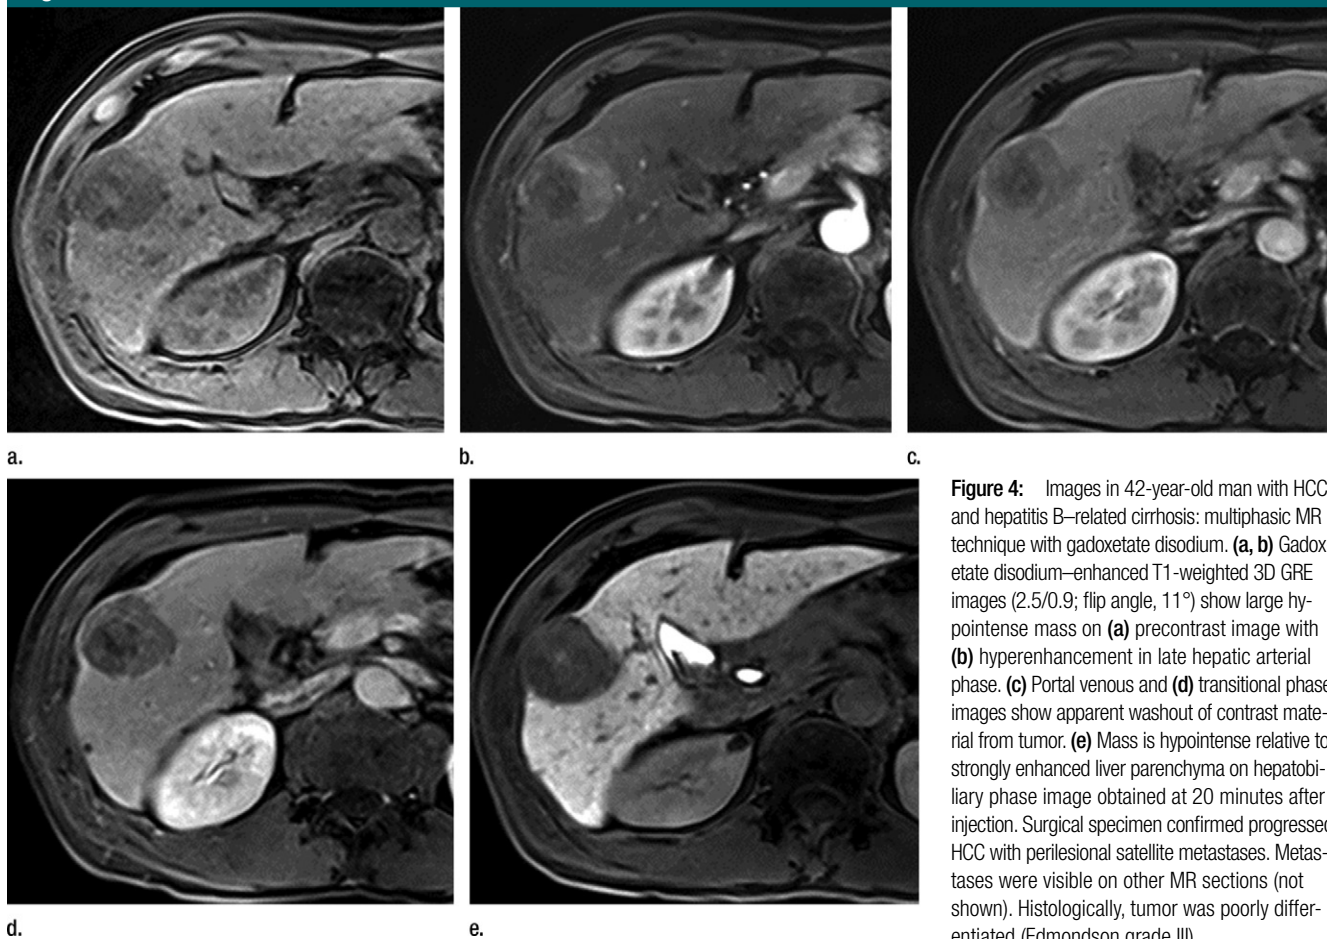 a.
b.
c.
Figure 4: Images in 42-year-old man with HCC
and hepatitis B–related cirrhosis: multiphasic MR
technique with gadoxetate disodium. (a, b) Gadox-
etate disodium–enhanced T1-weighted 3D GRE
images (2.5/0.9; flip angle, 11°) show large hy-
pointense mass on (a) precontrast image with
(b) hyperenhancement in late hepatic arterial
phase. (c) Portal venous and (d) transitional phase
images show apparent washout of contrast mate-
rial from tumor. (e) Mass is hypointense relative to
strongly enhanced liver parenchyma on hepatobi-
liary phase image obtained at 20 minutes after
injection. Surgical specimen confirmed progressed
HCC with perilesional satellite metastases. Metas-
tases were visible on other MR sections (not
shown). Histologically, tumor was poorly differ-
entiated (Edmondson grade III).
d.
e.